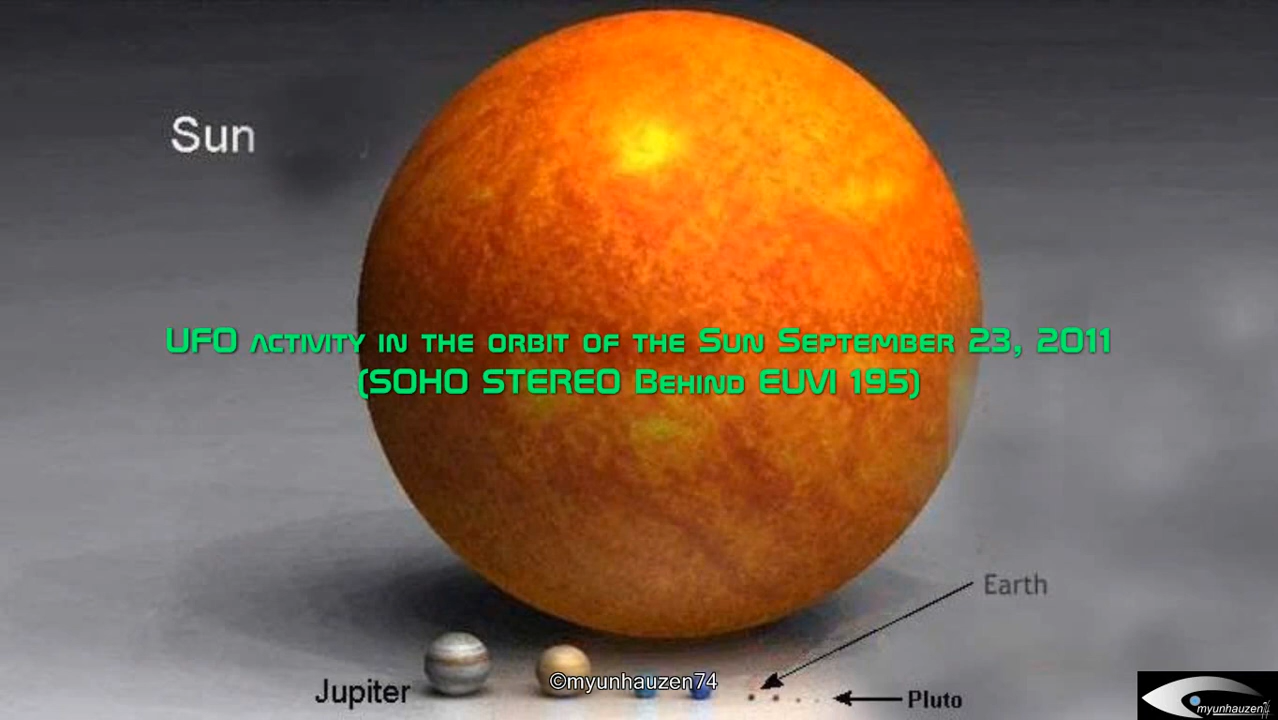 Sun
UFO activity in the orbit of the Sun September 23, 2011
(SOHO STEREO Behind EUVI 195)
Earth
Jupiter
©myunhauzen74
Pluto
myunhauzen74